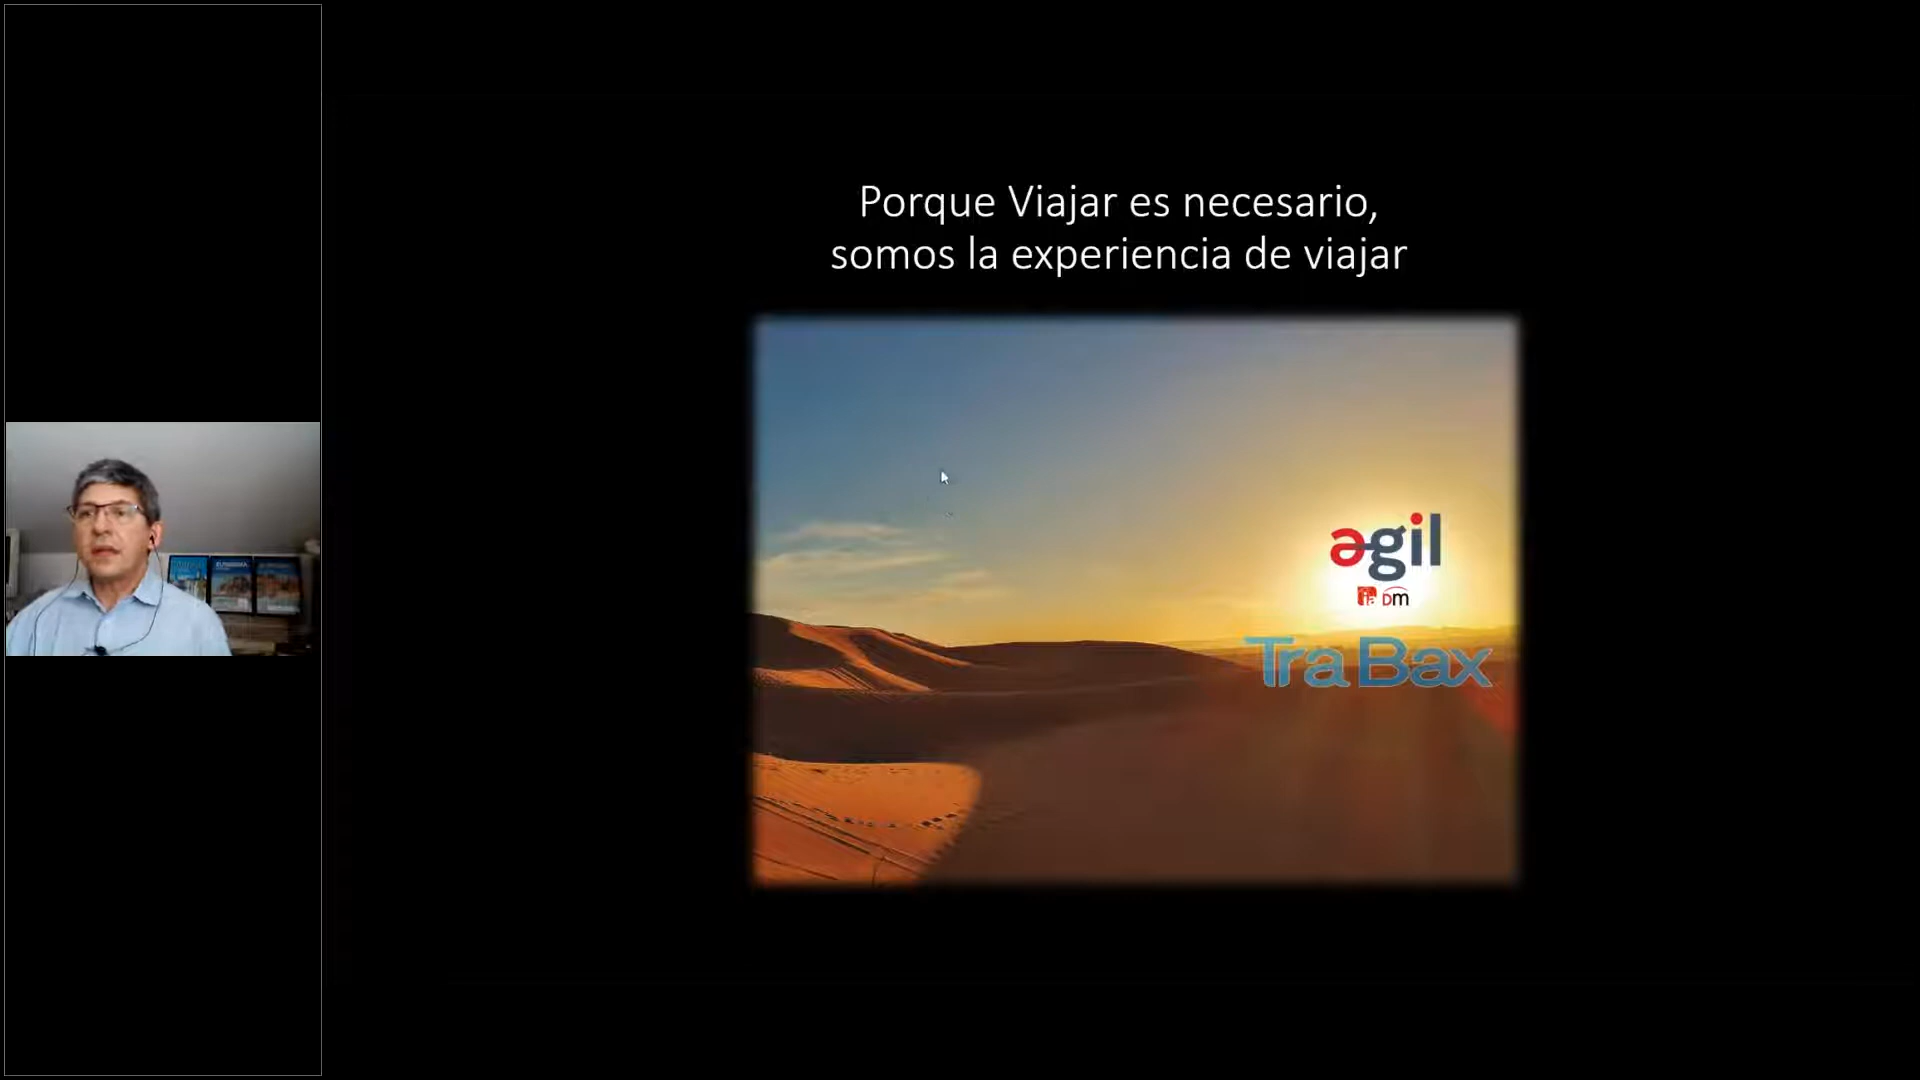 Porque Viajar es necesario,
somos la experiencia de viajar
agil
Dm
TraBax